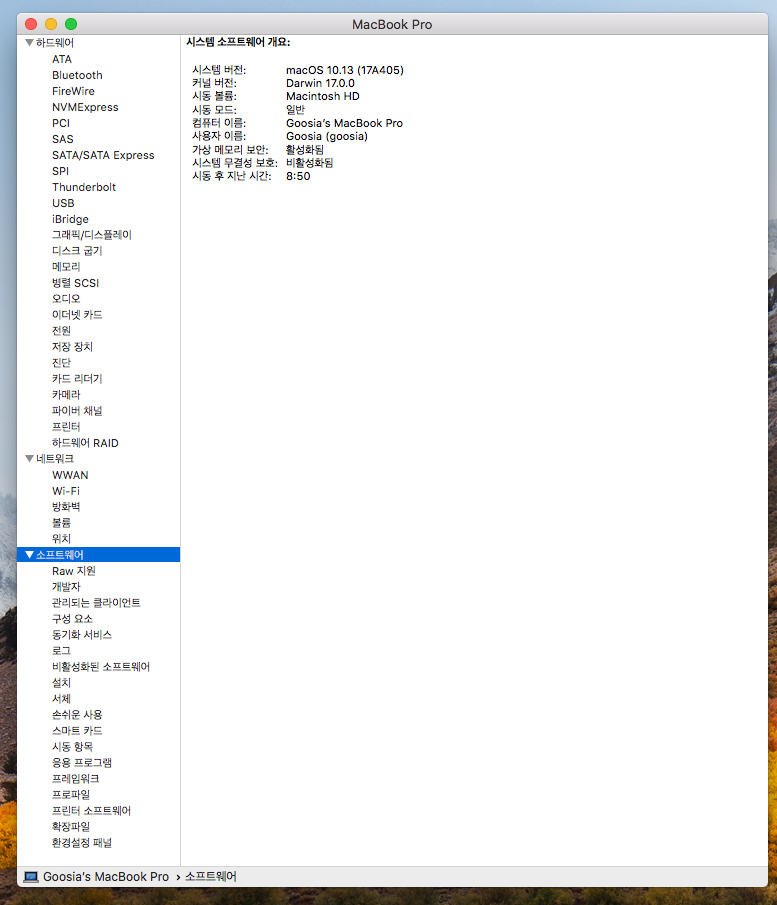 MacBook Pro
하드웨어
ATA
Bluetooth
FireWire
NVMExpress
PCI
SAS
SATA/SATA Express
SPI
Thunderbolt
USB
iBridge
그래픽/디스플레이
디스크 굽기
메모리
병렬 SCSI
오디오
이더넷 카드
전원
저장 장치
진단
카드 리더기
카메라
파이버 채널
프린터
하드웨어 RAID
네트워크
WWAN
Wi-Fi
방화벽
볼륨
위치
소프트웨어
Raw 지원
개발자
관리되는 클라이언트
구성 요소
동기화 서비스
로그
비활성화된 소프트웨어
설치
서체
손쉬운 사용
스마트 카드
시동 항목
응용 프로그램
프레임워크
프로파일
프린터 소프트웨어
확장파일
환경설정 패널
시스템 소프트웨어 개요:
시스템 버전: macOS 10.13 (17A405)
커널 버전: Darwin 17.0.0
시동 볼륨: Macintosh HD
시동 모드: 일반
컴퓨터 이름: Goosia’s MacBook Pro
사용자 이름: Goosia (goosia)
가상 메모리 보안: 활성화됨
시스템 무결성 보호: 비활성화됨
시동 후 지난 시간: 8:50
Goosia’s MacBook Pro › 소프트웨어